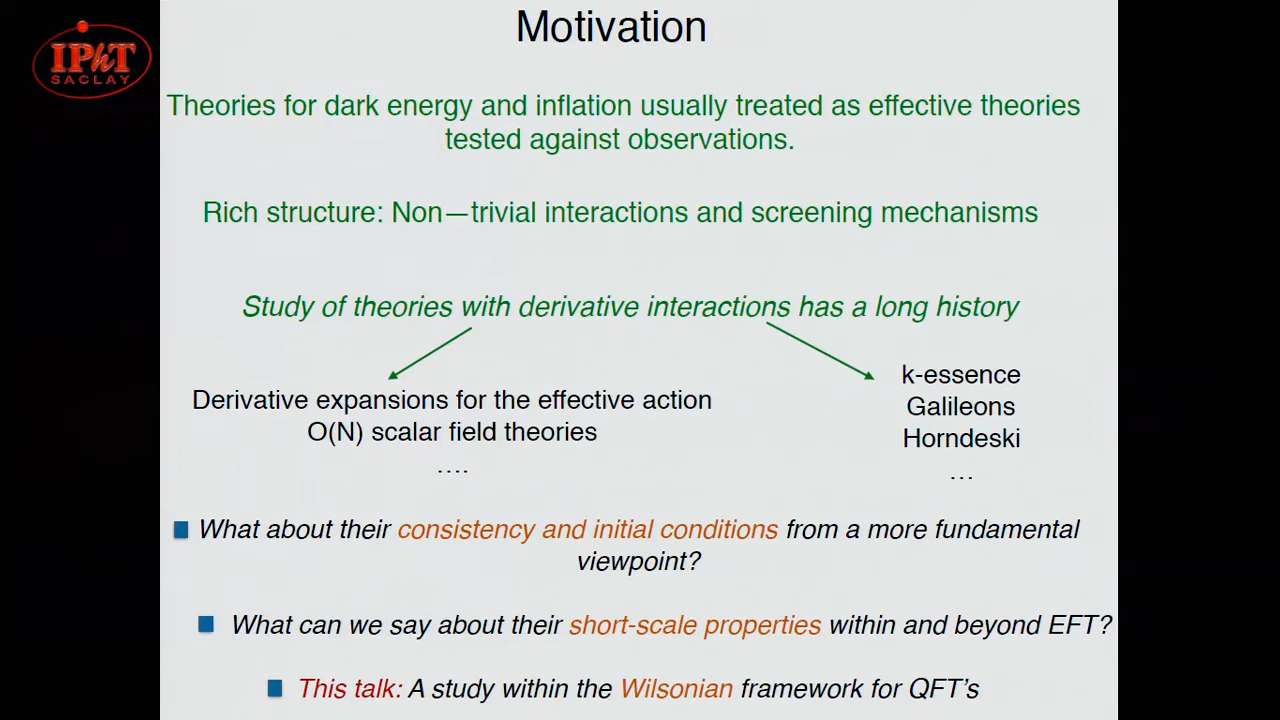 IPhT
SACLAY
Motivation
Theories for dark energy and inflation usually treated as effective theories
tested against observations.
Rich structure: Non—trivial interactions and screening mechanisms
Study of theories with derivative interactions has a long history
Derivative expansions for the effective action
O(N) scalar field theories
....
k-essence
Galileons
Horndeski
...
What about their consistency and initial conditions from a more fundamental
viewpoint?
What can we say about their short-scale properties within and beyond EFT?
This talk: A study within the Wilsonian framework for QFT's